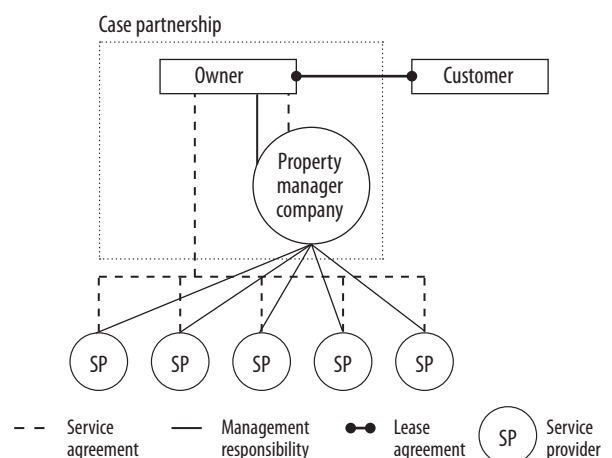 Case partnership
Owner
Customer
Property
manager
company
SP SP SP SP SP
Service
agreement
Management
responsibility
Lease
agreement
SP
Service
provider